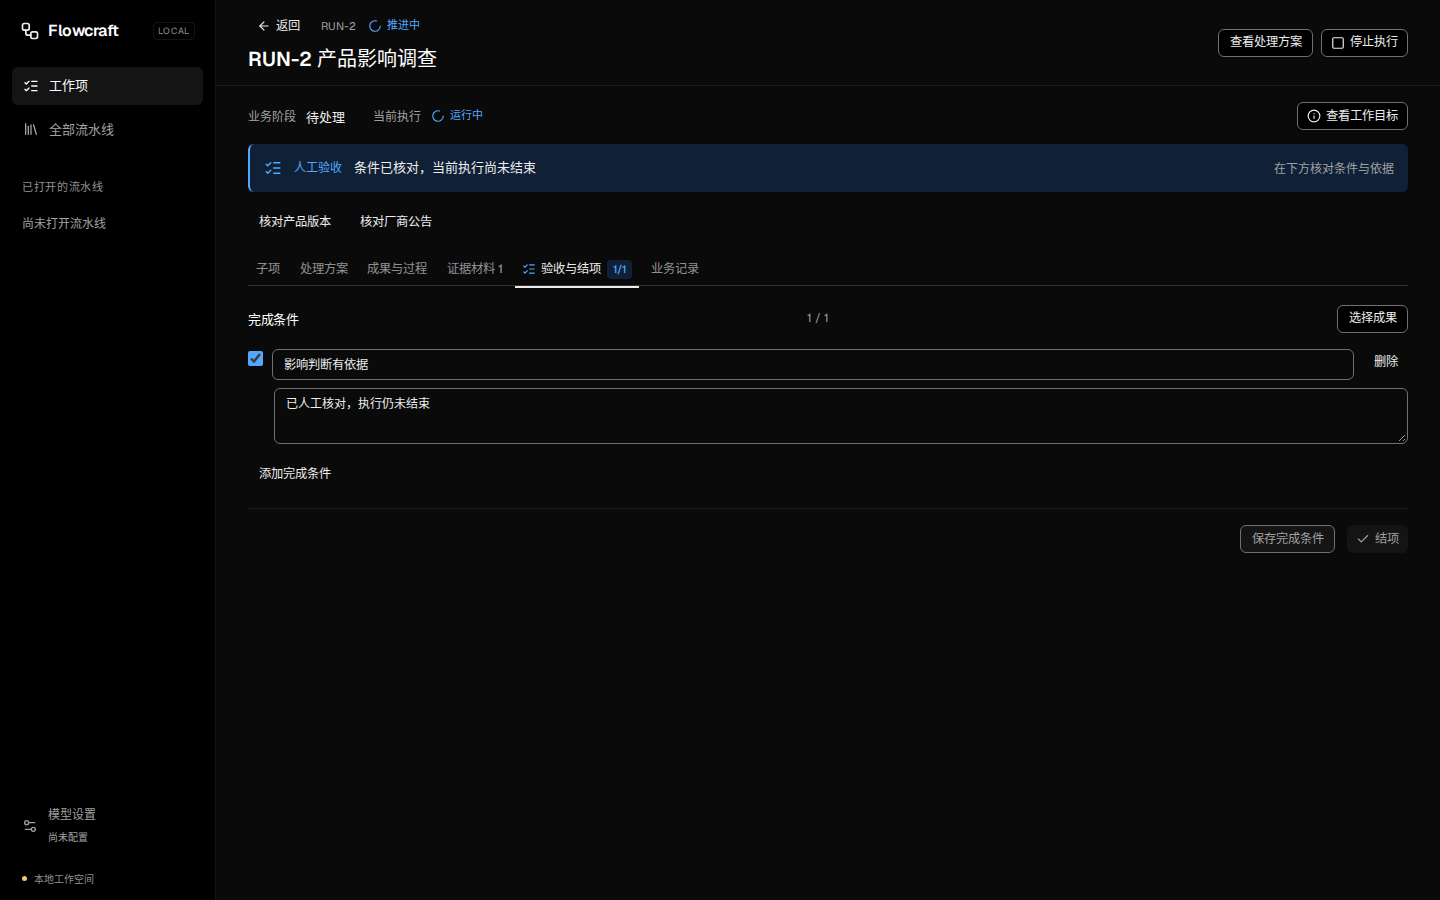 Flowcraft LOCAL
工作项
全部流水线
已打开的流水线
尚未打开流水线
模型设置
尚未配置
本地工作空间
返回 RUN-2 推进中
RUN-2 产品影响调查
查看处理方案 停止执行
业务阶段 待处理 当前执行 运行中 查看工作目标
人工验收 条件已核对，当前执行尚未结束 在下方核对条件与依据
核对产品版本 核对厂商公告
子项 处理方案 成果与过程 证据材料 1 验收与结项 1/1 业务记录
完成条件 1 / 1 选择成果
影响判断有依据 删除
已人工核对，执行仍未结束
添加完成条件
保存完成条件 结项